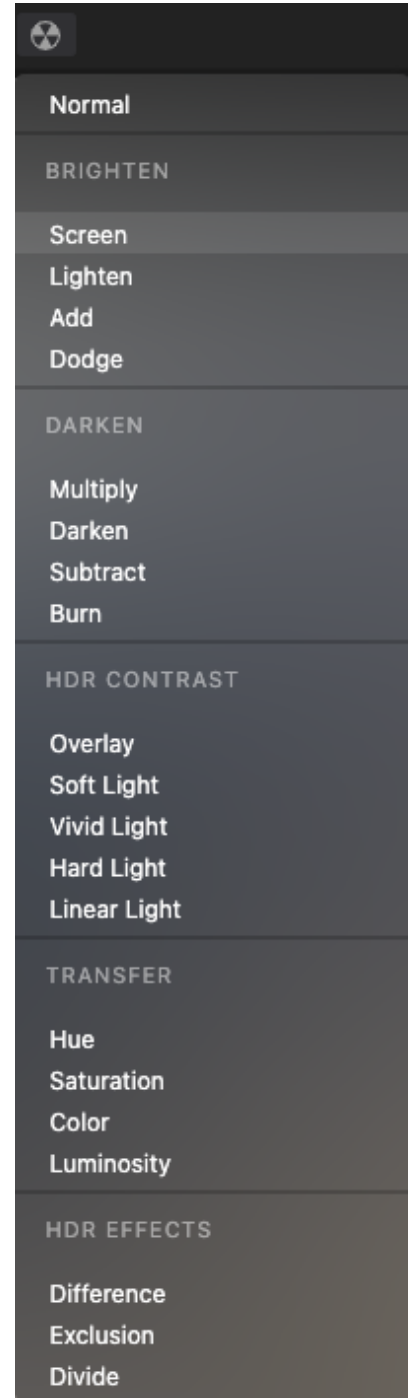 Normal
BRIGHTEN
Screen
Lighten
Add
Dodge
DARKEN
Multiply
Darken
Subtract
Burn
HDR CONTRAST
Overlay
Soft Light
Vivid Light
Hard Light
Linear Light
TRANSFER
Hue
Saturation
Color
Luminosity
HDR EFFECTS
Difference
Exclusion
Divide